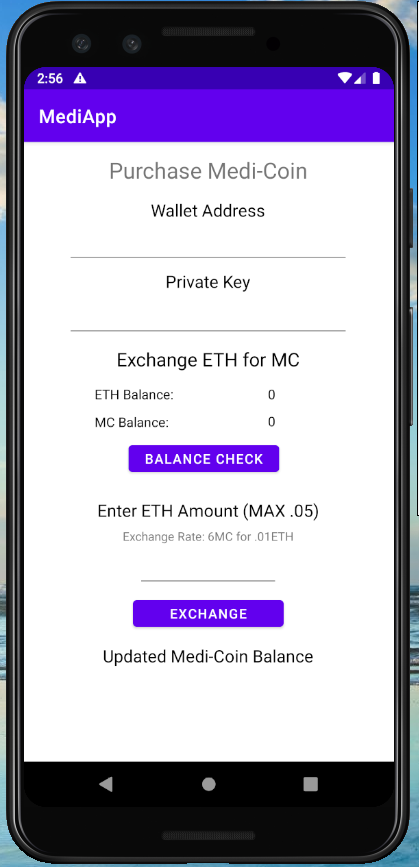 2:56
MediApp
Purchase Medi-Coin
Wallet Address
Private Key
Exchange ETH for MC
ETH Balance: 0
MC Balance: 0
BALANCE CHECK
Enter ETH Amount (MAX .05)
Exchange Rate: 6MC for .01ETH
EXCHANGE
Updated Medi-Coin Balance